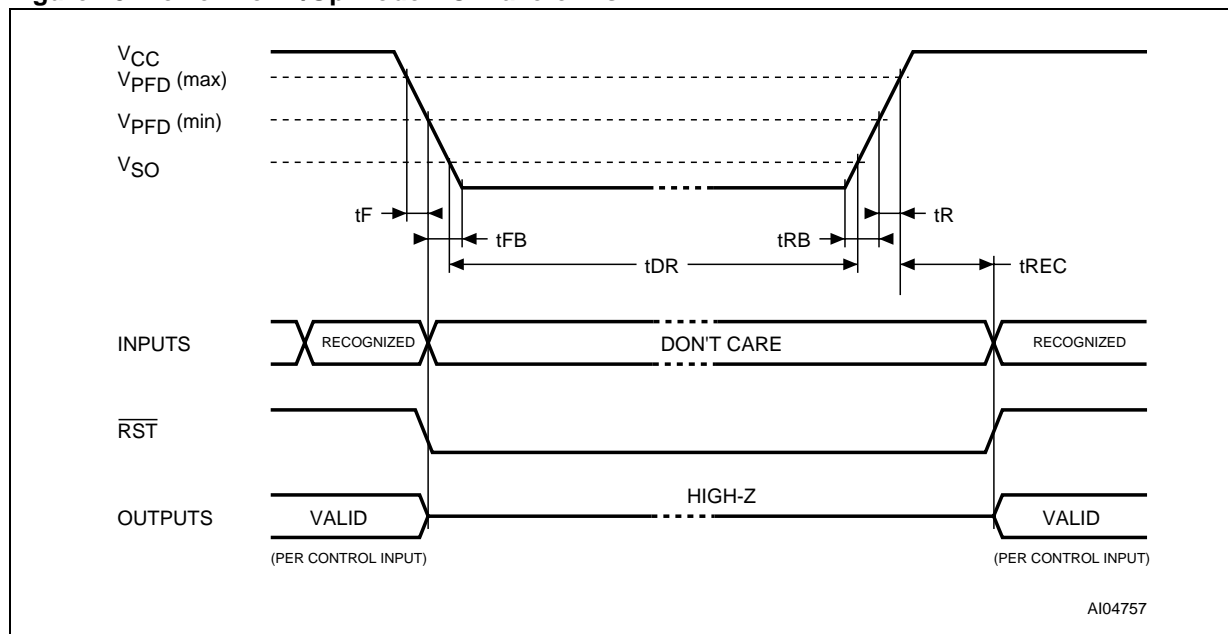 VCC
VPFD (max)
VPFD (min)
VSO
tF
tR
tFB
tRB
tDR
tREC
INPUTS
RECOGNIZED
DON'T CARE
RECOGNIZED
RST
HIGH-Z
OUTPUTS
VALID
VALID
(PER CONTROL INPUT)
(PER CONTROL INPUT)
AI04757